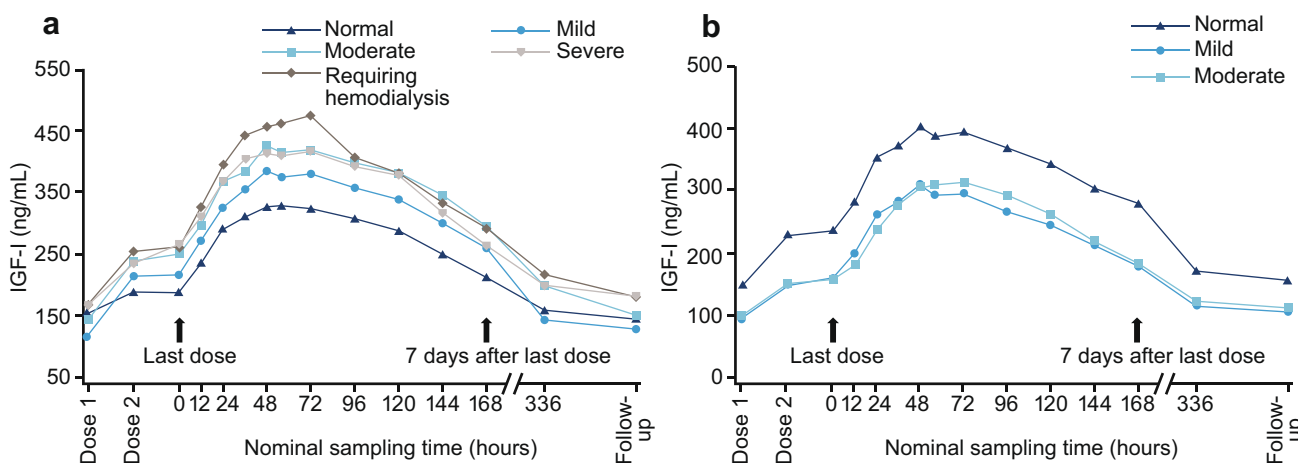 a
Normal
Mild
Moderate
Severe
Requiring
hemodialysis
IGF-I (ng/mL)
550
450
350
250
150
50
Last dose
7 days after last dose
Dose 1
Dose 2
0 12 24 48 72 96 120 144 168 336
Follow-
up
Nominal sampling time (hours)
b
Normal
Mild
Moderate
IGF-I (ng/mL)
500
400
300
200
100
0
Last dose
7 days after last dose
Dose 1
Dose 2
0 12 24 48 72 96 120 144 168 336
Follow-
up
Nominal sampling time (hours)